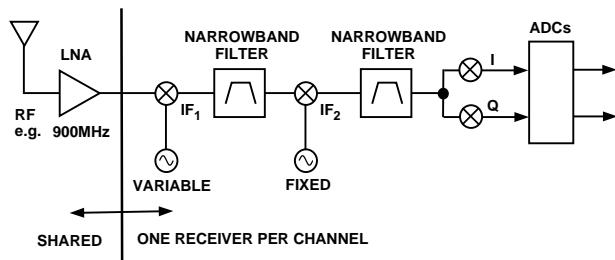 NARROWBAND
FILTER
NARROWBAND
FILTER
ADCs
LNA
I
RF
e.g.
900MHz
IF1
IF2
Q
VARIABLE
FIXED
SHARED
ONE RECEIVER PER CHANNEL